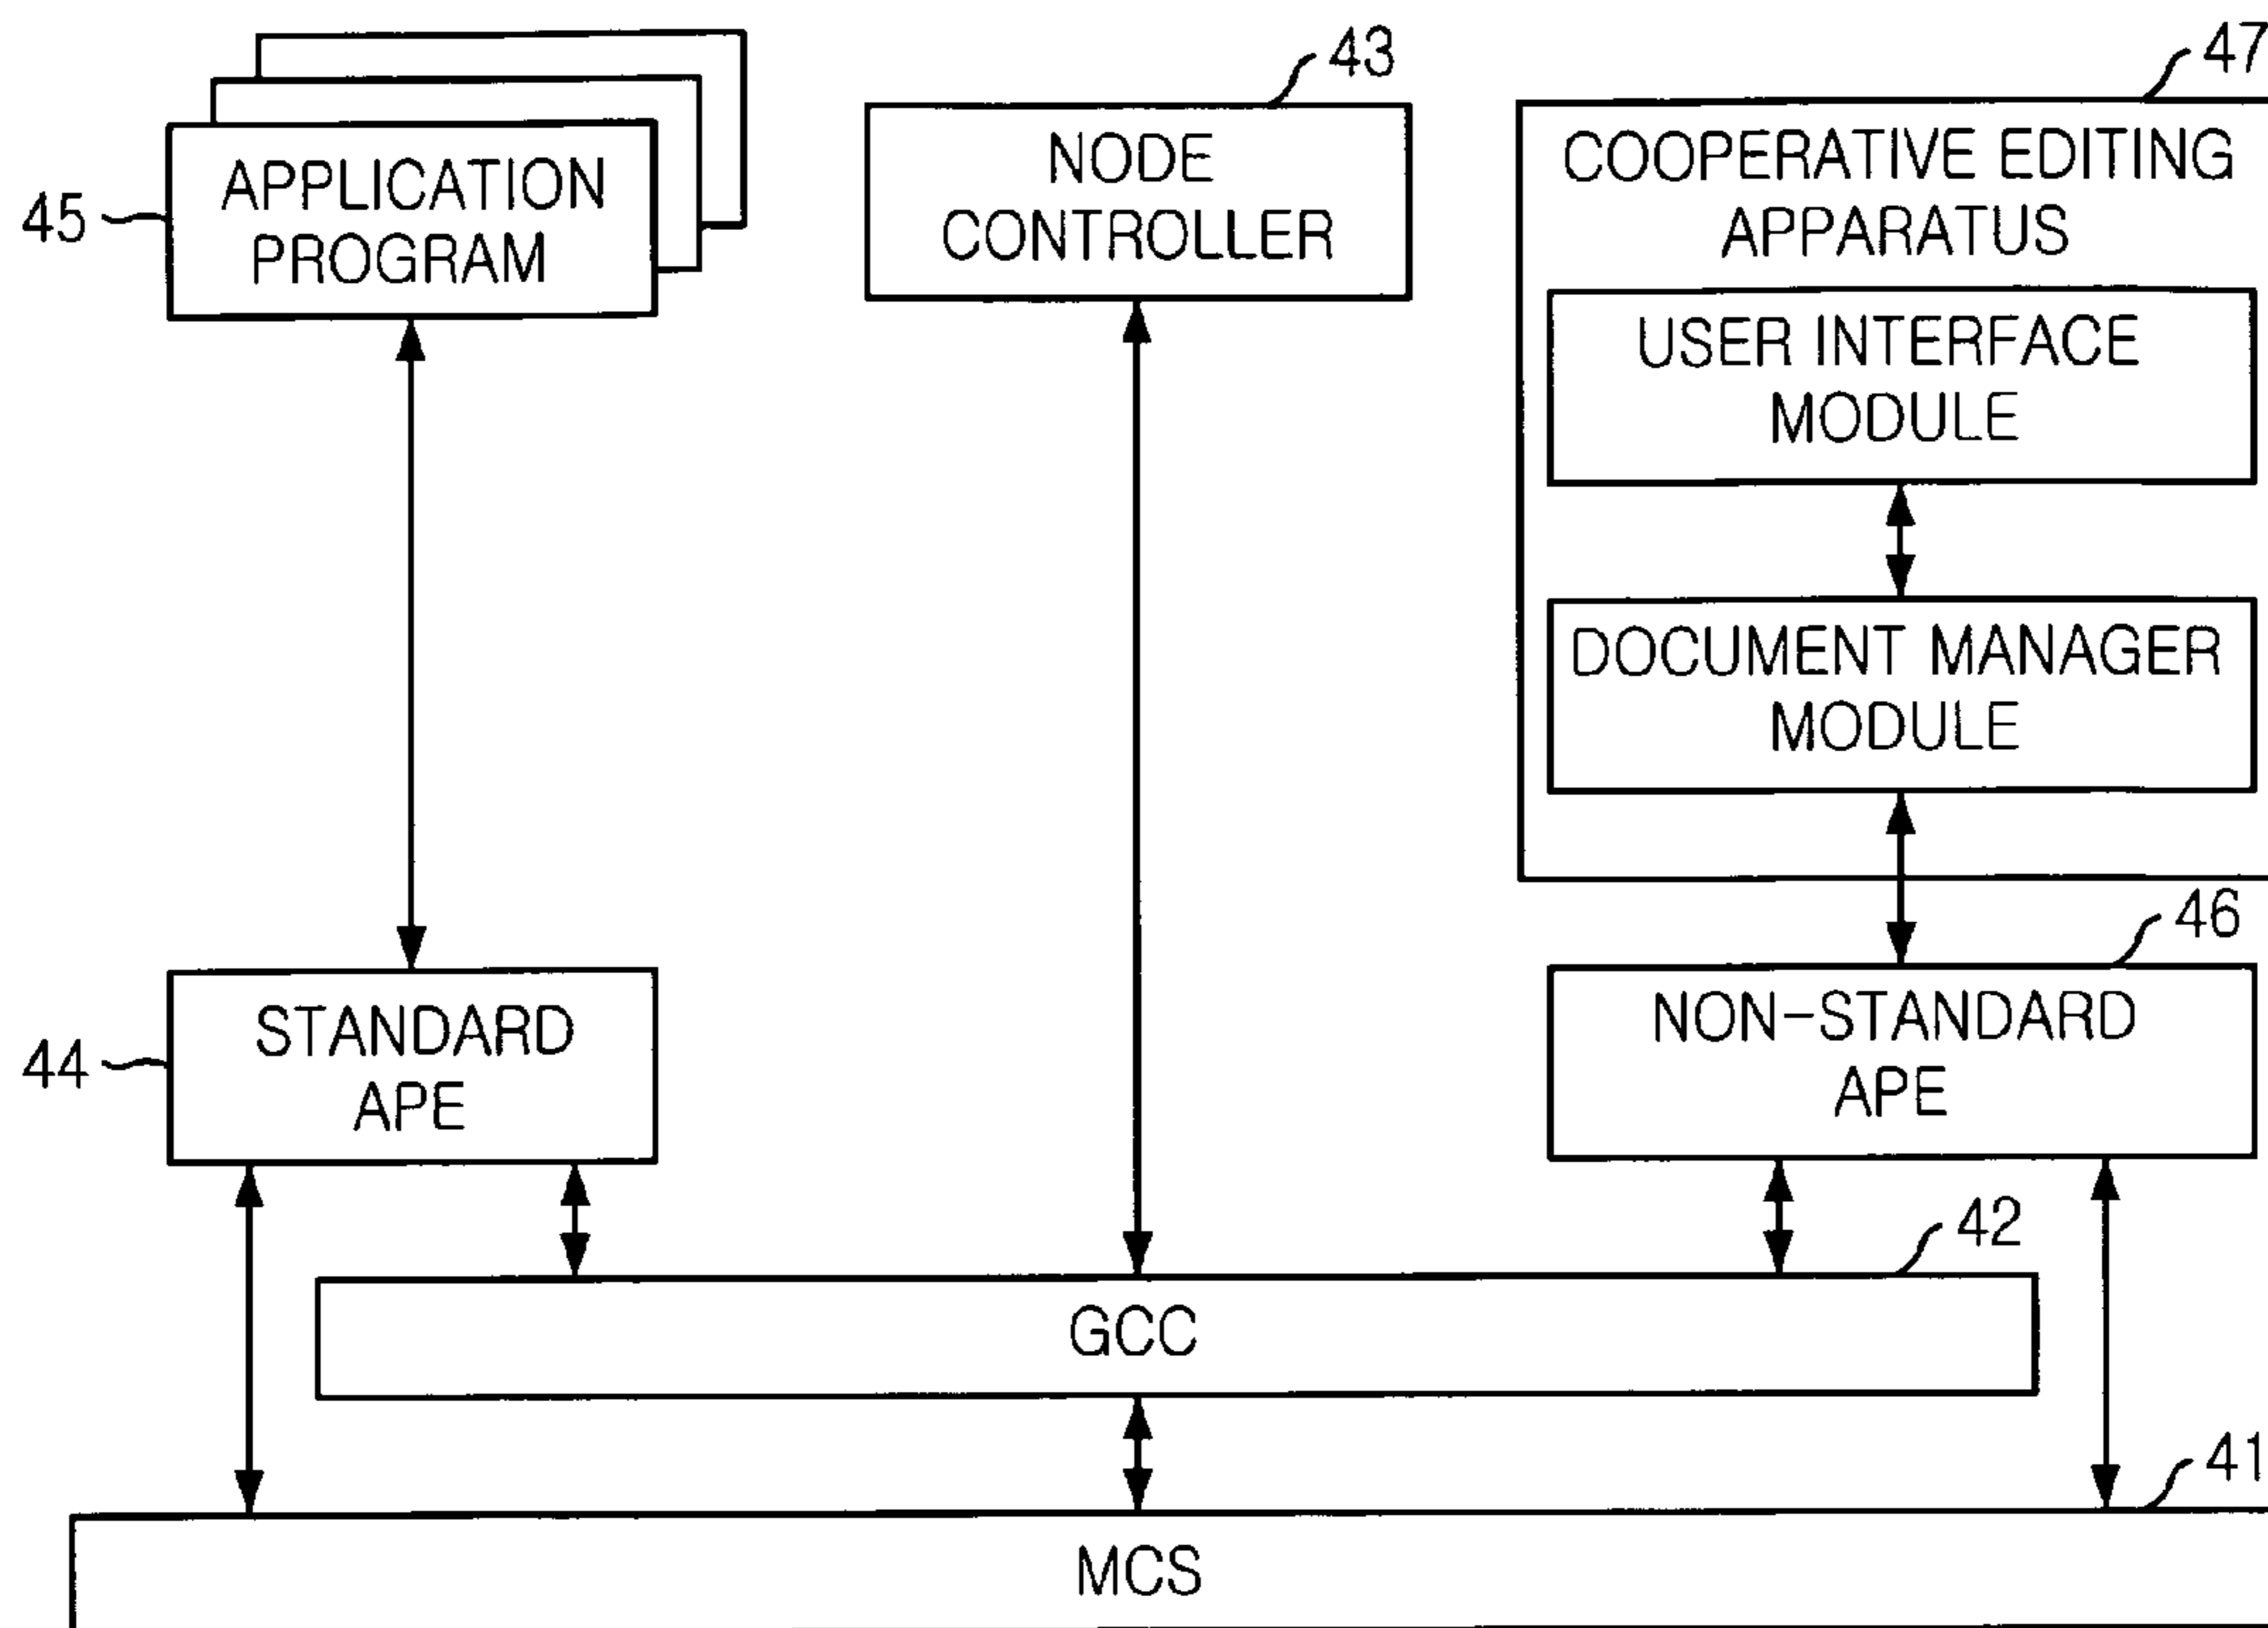 43
47
45
APPLICATION
PROGRAM
NODE
CONTROLLER
COOPERATIVE EDITING
APPARATUS
USER INTERFACE
MODULE
DOCUMENT MANAGER
MODULE
46
44
STANDARD
APE
NON-STANDARD
APE
42
GCC
41
MCS